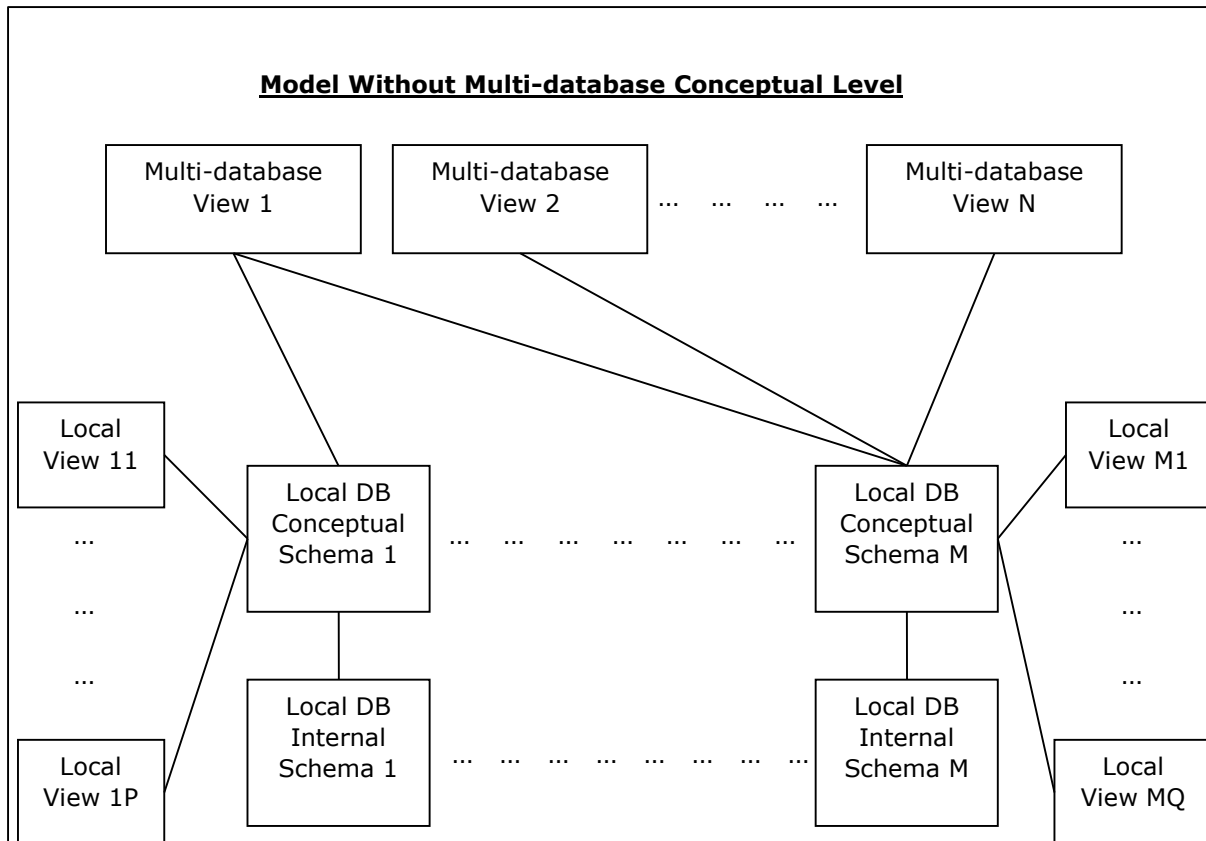 Model Without Multi-database Conceptual Level
Multi-database
View 1
Multi-database
View 2
... ... ... ...
Multi-database
View N
Local
View 11
Local
View M1
Local DB
Conceptual
Schema 1
... ... ... ... ... ... ...
Local DB
Conceptual
Schema M
...
...
...
...
...
...
Local DB
Internal
Schema 1
... ... ... ... ... ... ... ...
Local DB
Internal
Schema M
Local
View 1P
Local
View MQ